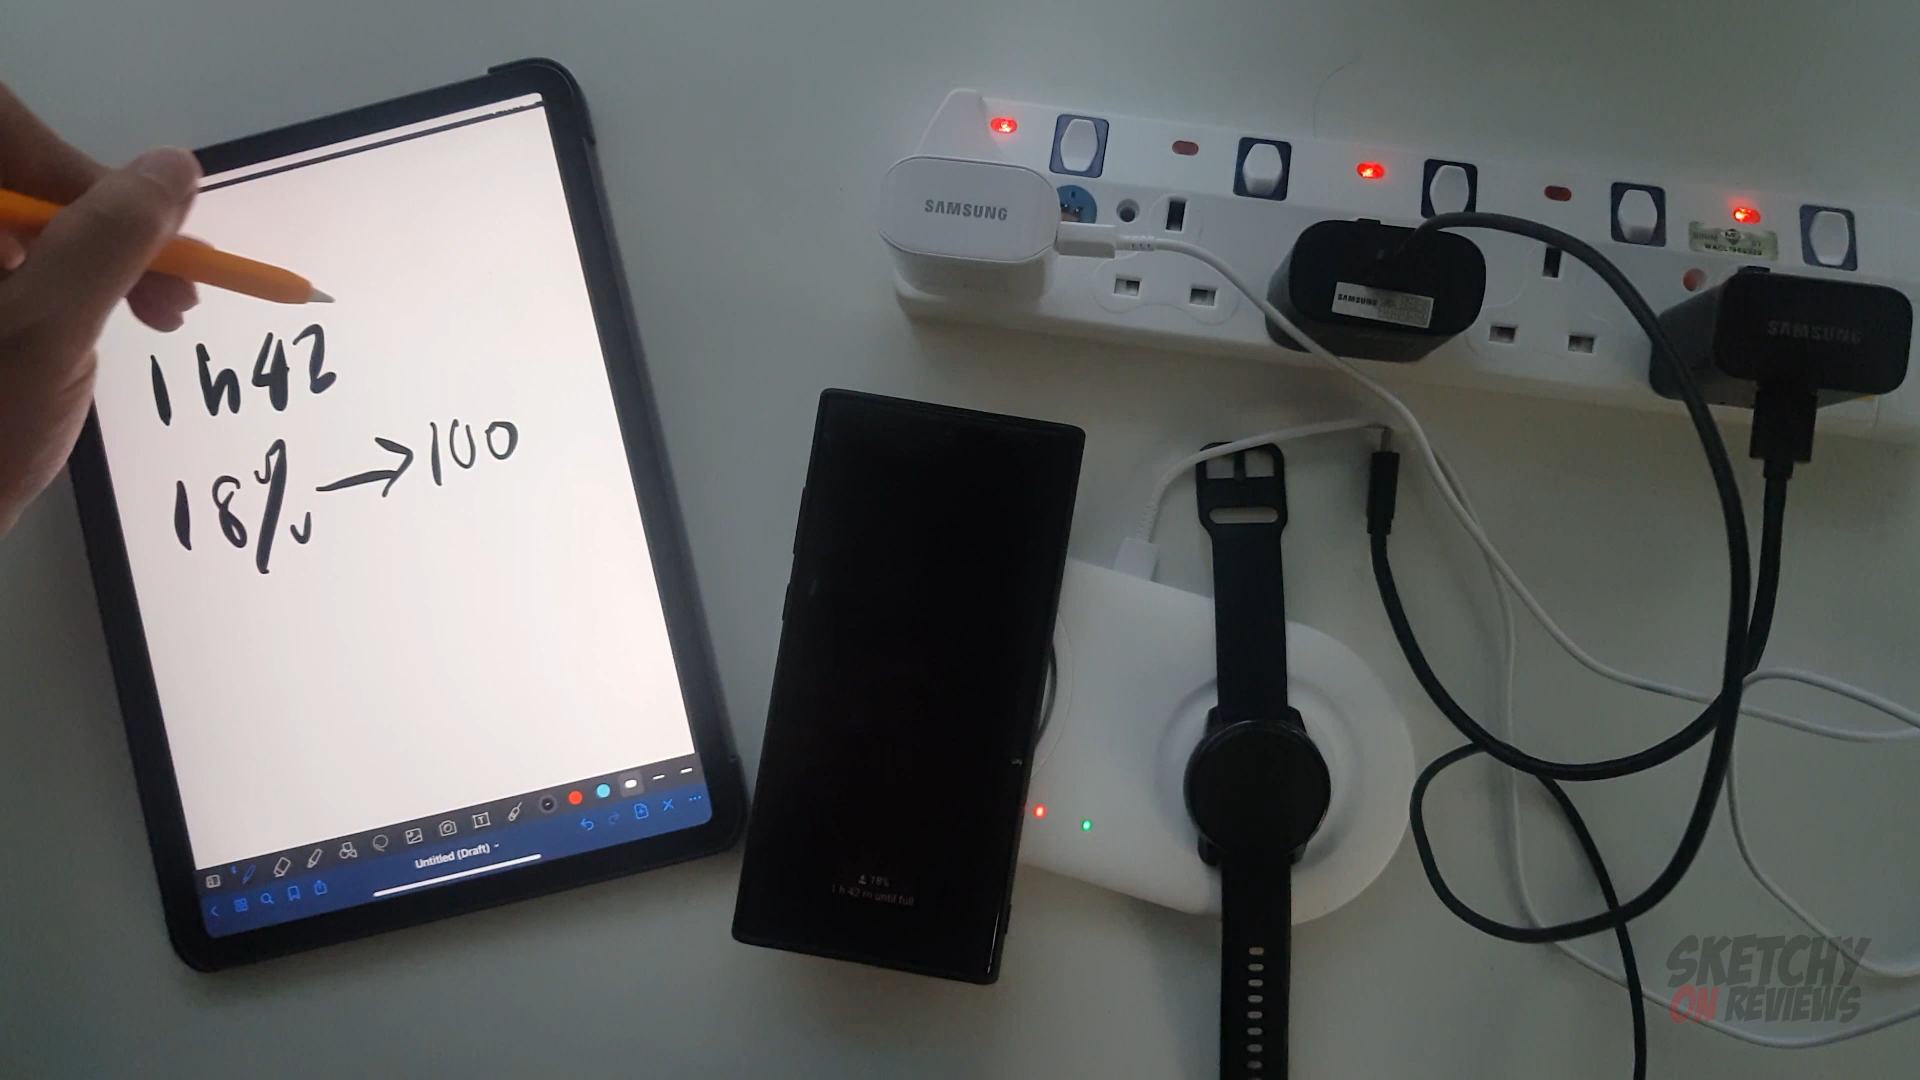 1h42
18% → 100
Untitled (Draft)
SAMSUNG
SAMSUNG
SAMSUNG
18%
1 h 42 m until full
SKETCHY
ON REVIEWS